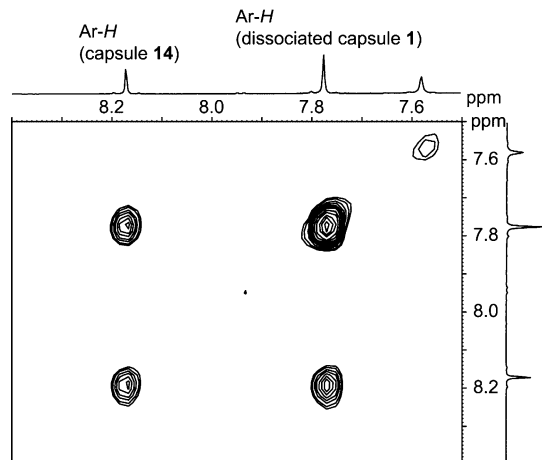 Ar-H
(capsule 14)
Ar-H
(dissociated capsule 1)
8.2 8.0 7.8 7.6 ppm
ppm
7.6
7.8
8.0
8.2